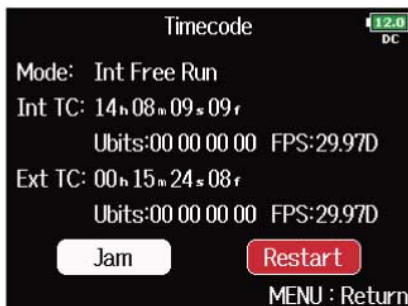 Timecode
12.0
DC
Mode: Int Free Run
Int TC: 14h08m09s09f
Ubits:00 00 00 00 FPS:29.97D
Ext TC: 00h15m24s08f
Ubits:00 00 00 00 FPS:29.97D
Jam Restart
MENU : Return